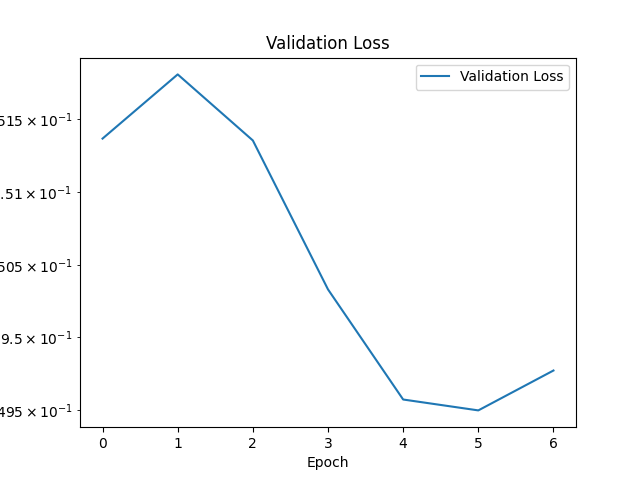 Validation Loss
Validation Loss
515 × 10⁻¹
.51 × 10⁻¹
505 × 10⁻¹
9.5 × 10⁻¹
495 × 10⁻¹
0 1 2 3 4 5 6
Epoch